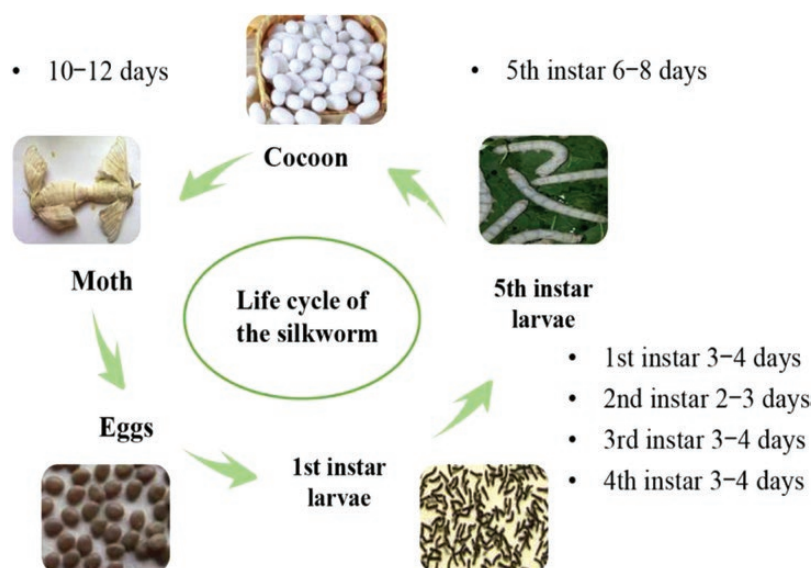 • 10−12 days
• 5th instar 6−8 days
Cocoon
Moth
Life cycle of
the silkworm
5th instar
larvae
• 1st instar 3−4 days
• 2nd instar 2−3 days
• 3rd instar 3−4 days
• 4th instar 3−4 days
Eggs
1st instar
larvae